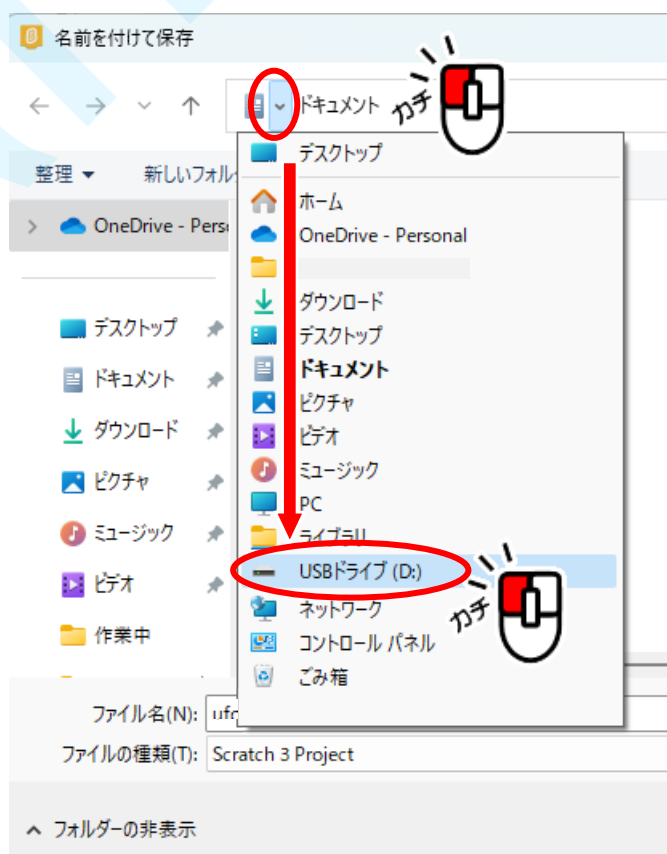 名前を付けて保存
ドキュメント
カチ
整理
新しいフォル
デスクトップ
ホーム
OneDrive - Personal
ダウンロード
デスクトップ
ドキュメント
ピクチャ
ビデオ
ミュージック
PC
ライブラリ
USBドライブ (D:)
カチ
ネットワーク
コントロール パネル
ごみ箱
OneDrive - Pers
デスクトップ
ドキュメント
ダウンロード
ピクチャ
ミュージック
ビデオ
作業中
ファイル名(N): ufo
ファイルの種類(T): Scratch 3 Project
フォルダーの非表示